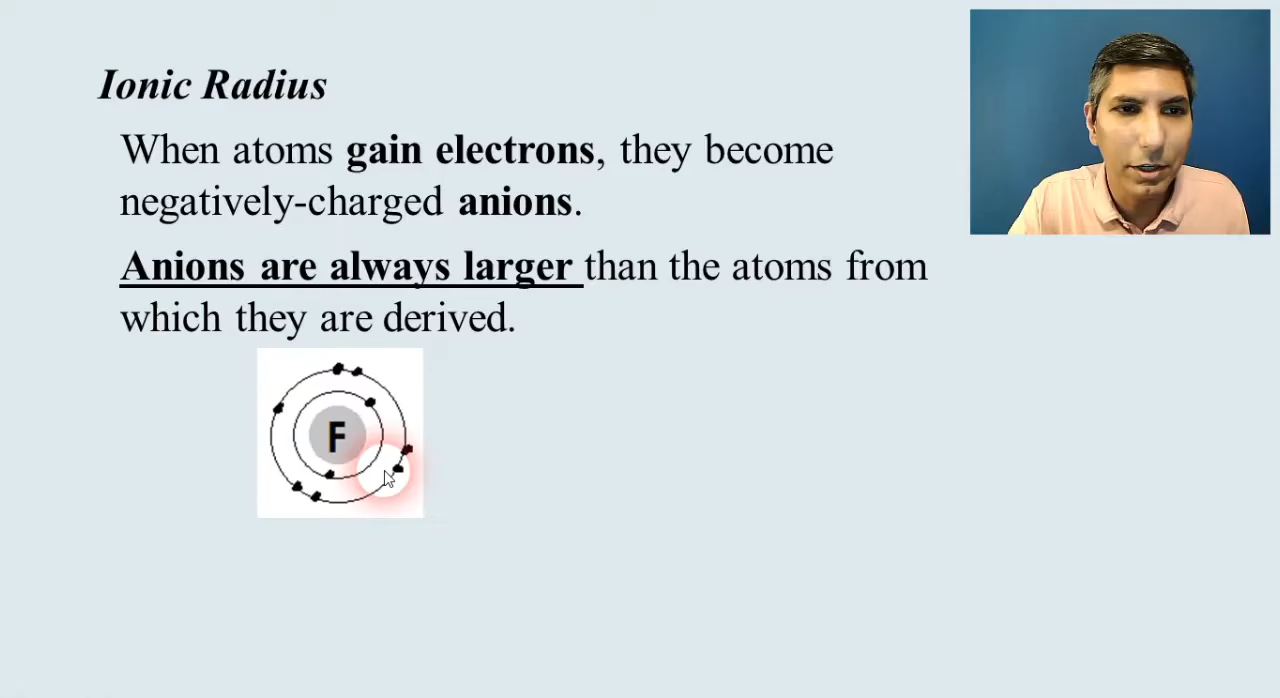 Ionic Radius
When atoms gain electrons, they become
negatively-charged anions.
Anions are always larger than the atoms from
which they are derived.
F